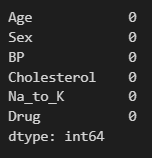 Age 0
Sex 0
BP 0
Cholesterol 0
Na_to_K 0
Drug 0
dtype: int64